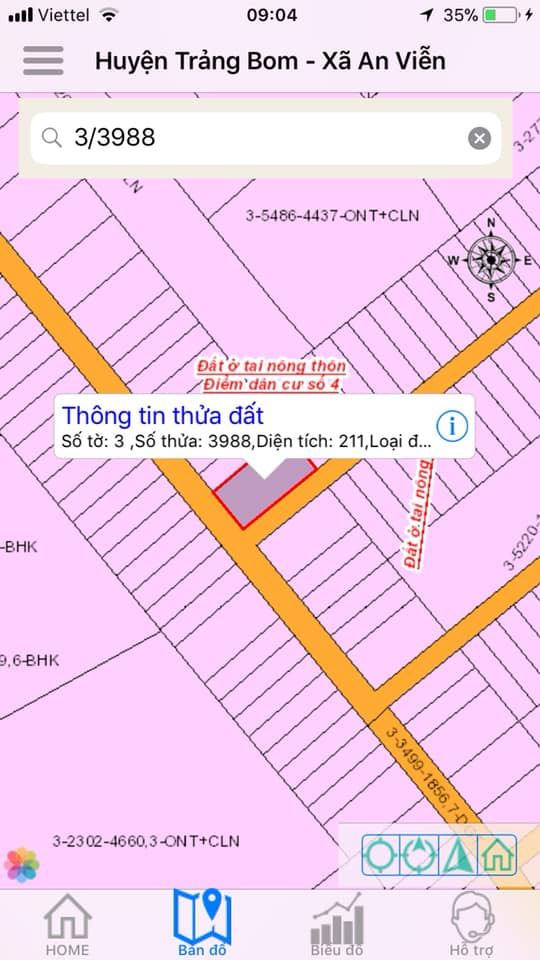 Viettel 09:04 35%
Huyện Trảng Bom - Xã An Viễn
3/3988
3-5486-4437-ONT+CLN
N
W E
S
Đất ở tại nông thôn
Điểm dân cư số 4
Thông tin thửa đất
Số tờ: 3 ,Số thửa: 3988,Diện tích: 211,Loại đ...
i
Đất ở tại nông
-BHK
3-5220-
9,6-BHK
3-3499-1856,7-D
3-2302-4660,3-ONT+CLN
HOME
Bản đồ
Biểu đồ
Hỗ trợ